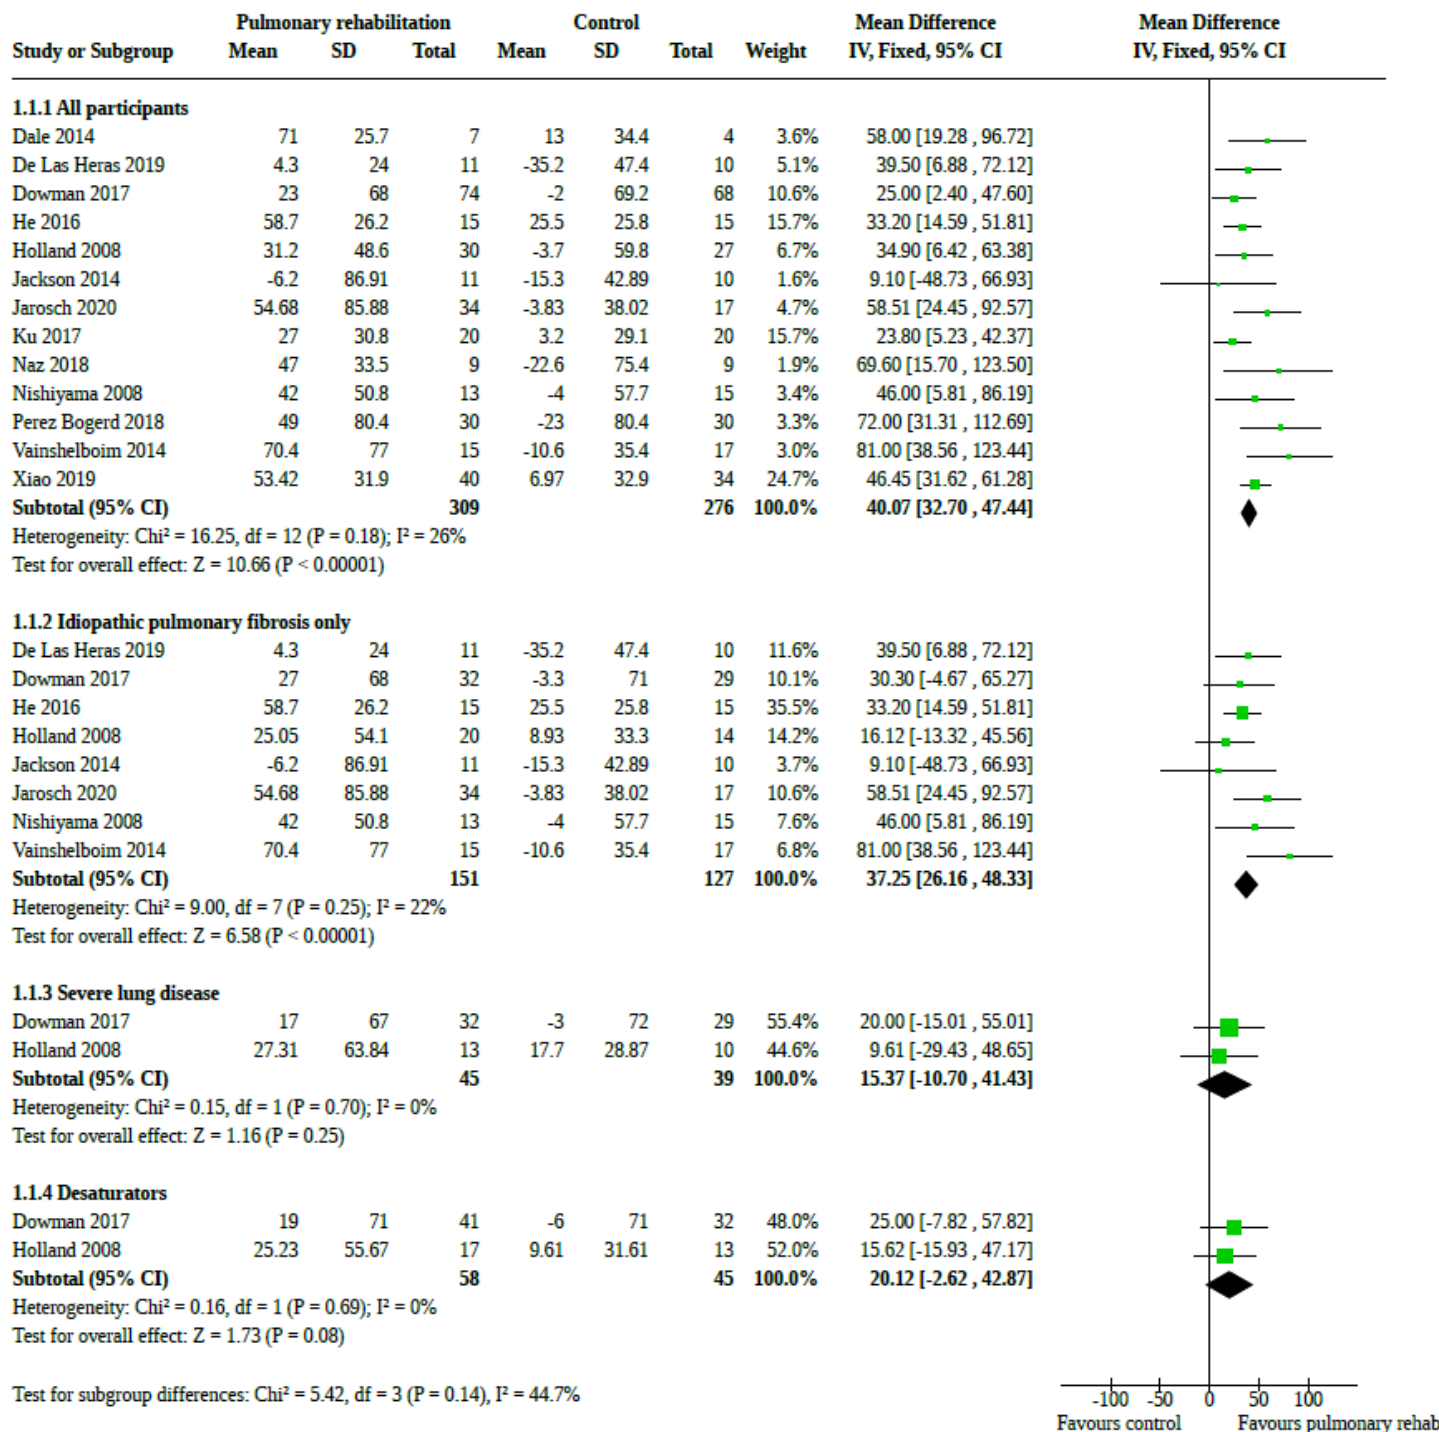 Pulmonary rehabilitation Control Mean Difference Mean Difference
Study or Subgroup Mean SD Total Mean SD Total Weight IV, Fixed, 95% CI IV, Fixed, 95% CI
1.1.1 All participants
Dale 2014 71 25.7 7 13 34.4 4 3.6% 58.00 [19.28 , 96.72]
De Las Heras 2019 4.3 24 11 -35.2 47.4 10 5.1% 39.50 [6.88 , 72.12]
Dowman 2017 23 68 74 -2 69.2 68 10.6% 25.00 [2.40 , 47.60]
He 2016 58.7 26.2 15 25.5 25.8 15 15.7% 33.20 [14.59 , 51.81]
Holland 2008 31.2 48.6 30 -3.7 59.8 27 6.7% 34.90 [6.42 , 63.38]
Jackson 2014 -6.2 86.91 11 -15.3 42.89 10 1.6% 9.10 [-48.73 , 66.93]
Jarosch 2020 54.68 85.88 34 -3.83 38.02 17 4.7% 58.51 [24.45 , 92.57]
Ku 2017 27 30.8 20 3.2 29.1 20 15.7% 23.80 [5.23 , 42.37]
Naz 2018 47 33.5 9 -22.6 75.4 9 1.9% 69.60 [15.70 , 123.50]
Nishiyama 2008 42 50.8 13 -4 57.7 15 3.4% 46.00 [5.81 , 86.19]
Perez Bogerd 2018 49 80.4 30 -23 80.4 30 3.3% 72.00 [31.31 , 112.69]
Vainshelboim 2014 70.4 77 15 -10.6 35.4 17 3.0% 81.00 [38.56 , 123.44]
Xiao 2019 53.42 31.9 40 6.97 32.9 34 24.7% 46.45 [31.62 , 61.28]
Subtotal (95% CI) 309 276 100.0% 40.07 [32.70 , 47.44]
Heterogeneity: Chi² = 16.25, df = 12 (P = 0.18); I² = 26%
Test for overall effect: Z = 10.66 (P < 0.00001)
1.1.2 Idiopathic pulmonary fibrosis only
De Las Heras 2019 4.3 24 11 -35.2 47.4 10 11.6% 39.50 [6.88 , 72.12]
Dowman 2017 27 68 32 -3.3 71 29 10.1% 30.30 [-4.67 , 65.27]
He 2016 58.7 26.2 15 25.5 25.8 15 35.5% 33.20 [14.59 , 51.81]
Holland 2008 25.05 54.1 20 8.93 33.3 14 14.2% 16.12 [-13.32 , 45.56]
Jackson 2014 -6.2 86.91 11 -15.3 42.89 10 3.7% 9.10 [-48.73 , 66.93]
Jarosch 2020 54.68 85.88 34 -3.83 38.02 17 10.6% 58.51 [24.45 , 92.57]
Nishiyama 2008 42 50.8 13 -4 57.7 15 7.6% 46.00 [5.81 , 86.19]
Vainshelboim 2014 70.4 77 15 -10.6 35.4 17 6.8% 81.00 [38.56 , 123.44]
Subtotal (95% CI) 151 127 100.0% 37.25 [26.16 , 48.33]
Heterogeneity: Chi² = 9.00, df = 7 (P = 0.25); I² = 22%
Test for overall effect: Z = 6.58 (P < 0.00001)
1.1.3 Severe lung disease
Dowman 2017 17 67 32 -3 72 29 55.4% 20.00 [-15.01 , 55.01]
Holland 2008 27.31 63.84 13 17.7 28.87 10 44.6% 9.61 [-29.43 , 48.65]
Subtotal (95% CI) 45 39 100.0% 15.37 [-10.70 , 41.43]
Heterogeneity: Chi² = 0.15, df = 1 (P = 0.70); I² = 0%
Test for overall effect: Z = 1.16 (P = 0.25)
1.1.4 Desaturators
Dowman 2017 19 71 41 -6 71 32 48.0% 25.00 [-7.82 , 57.82]
Holland 2008 25.23 55.67 17 9.61 31.61 13 52.0% 15.62 [-15.93 , 47.17]
Subtotal (95% CI) 58 45 100.0% 20.12 [-2.62 , 42.87]
Heterogeneity: Chi² = 0.16, df = 1 (P = 0.69); I² = 0%
Test for overall effect: Z = 1.73 (P = 0.08)
Test for subgroup differences: Chi² = 5.42, df = 3 (P = 0.14), I² = 44.7%
-100 -50 0 50 100
Favours control Favours pulmonary rehab